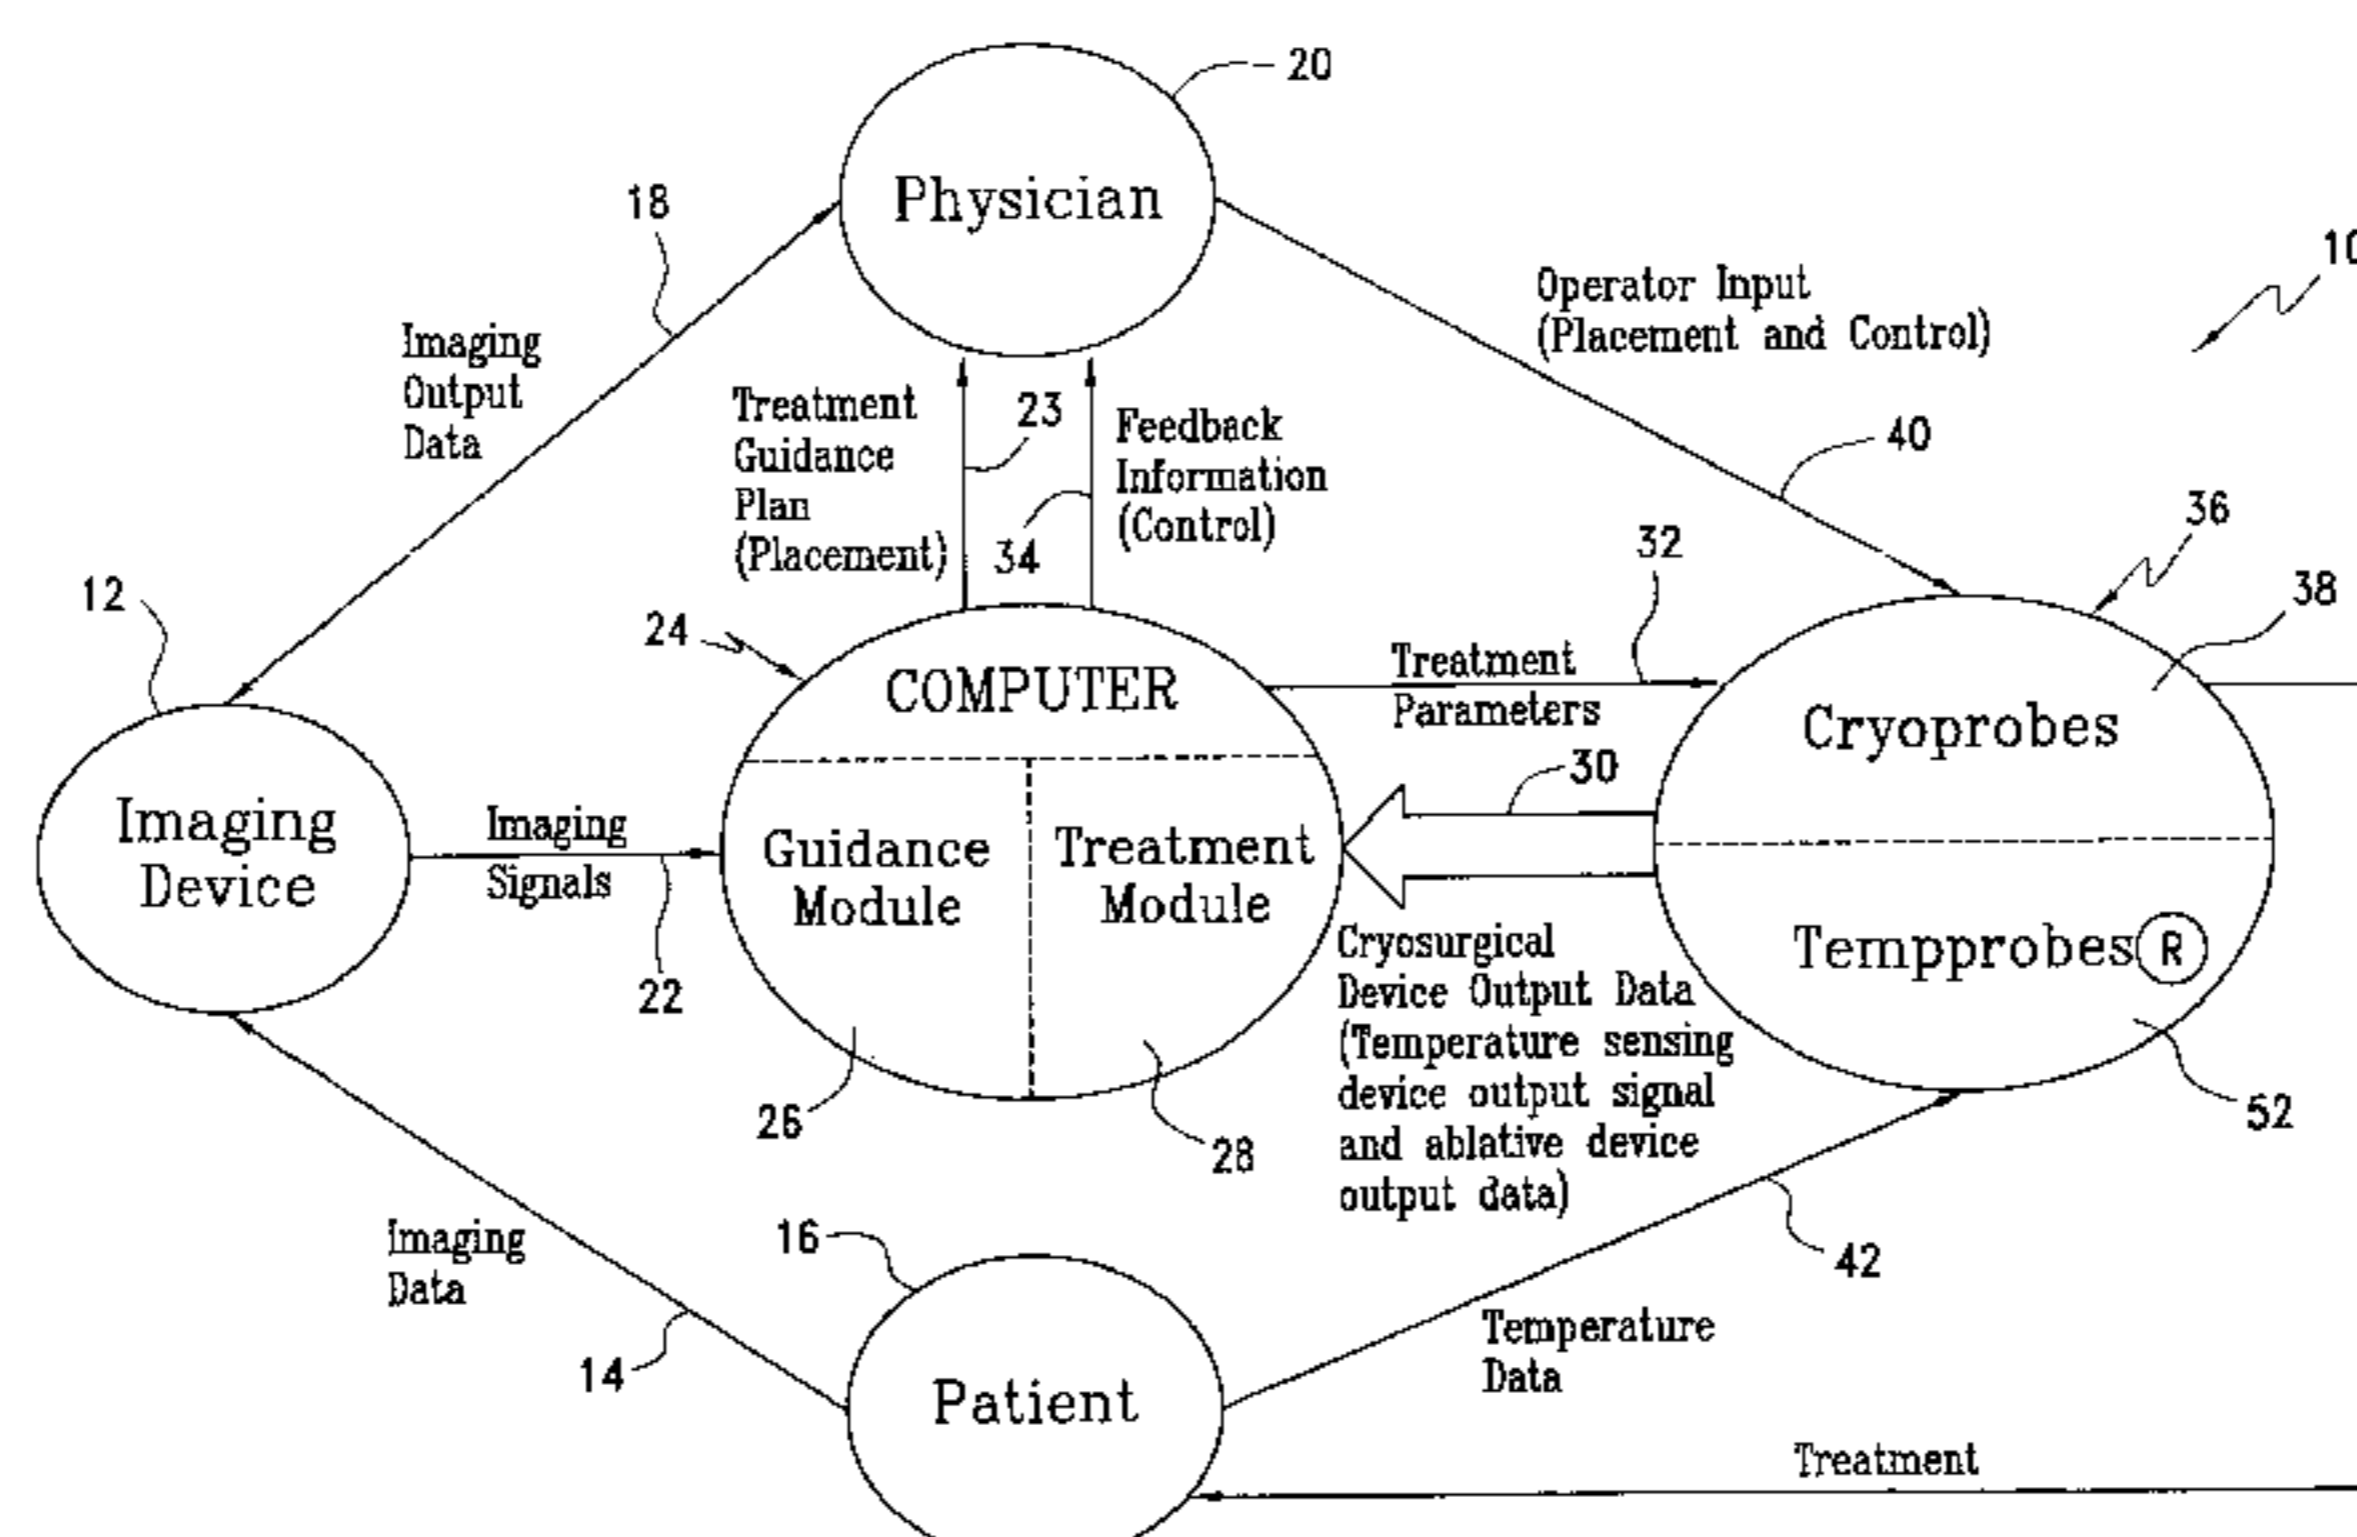 20
Physician
18
10
Operator Input
(Placement and Control)
Imaging
Output
Data
Treatment
Guidance
Plan
(Placement)
23
34
Feedback
Information
(Control)
40
36
32
38
12
24
COMPUTER
Treatment
Parameters
Cryoprobes
30
Imaging
Device
Imaging
Signals
22
Guidance
Module
Treatment
Module
Tempprobes®
Cryosurgical
Device Output Data
(Temperature sensing
device output signal
and ablative device
output data)
26
28
52
16
42
Imaging
Data
14
Patient
Temperature
Data
Treatment